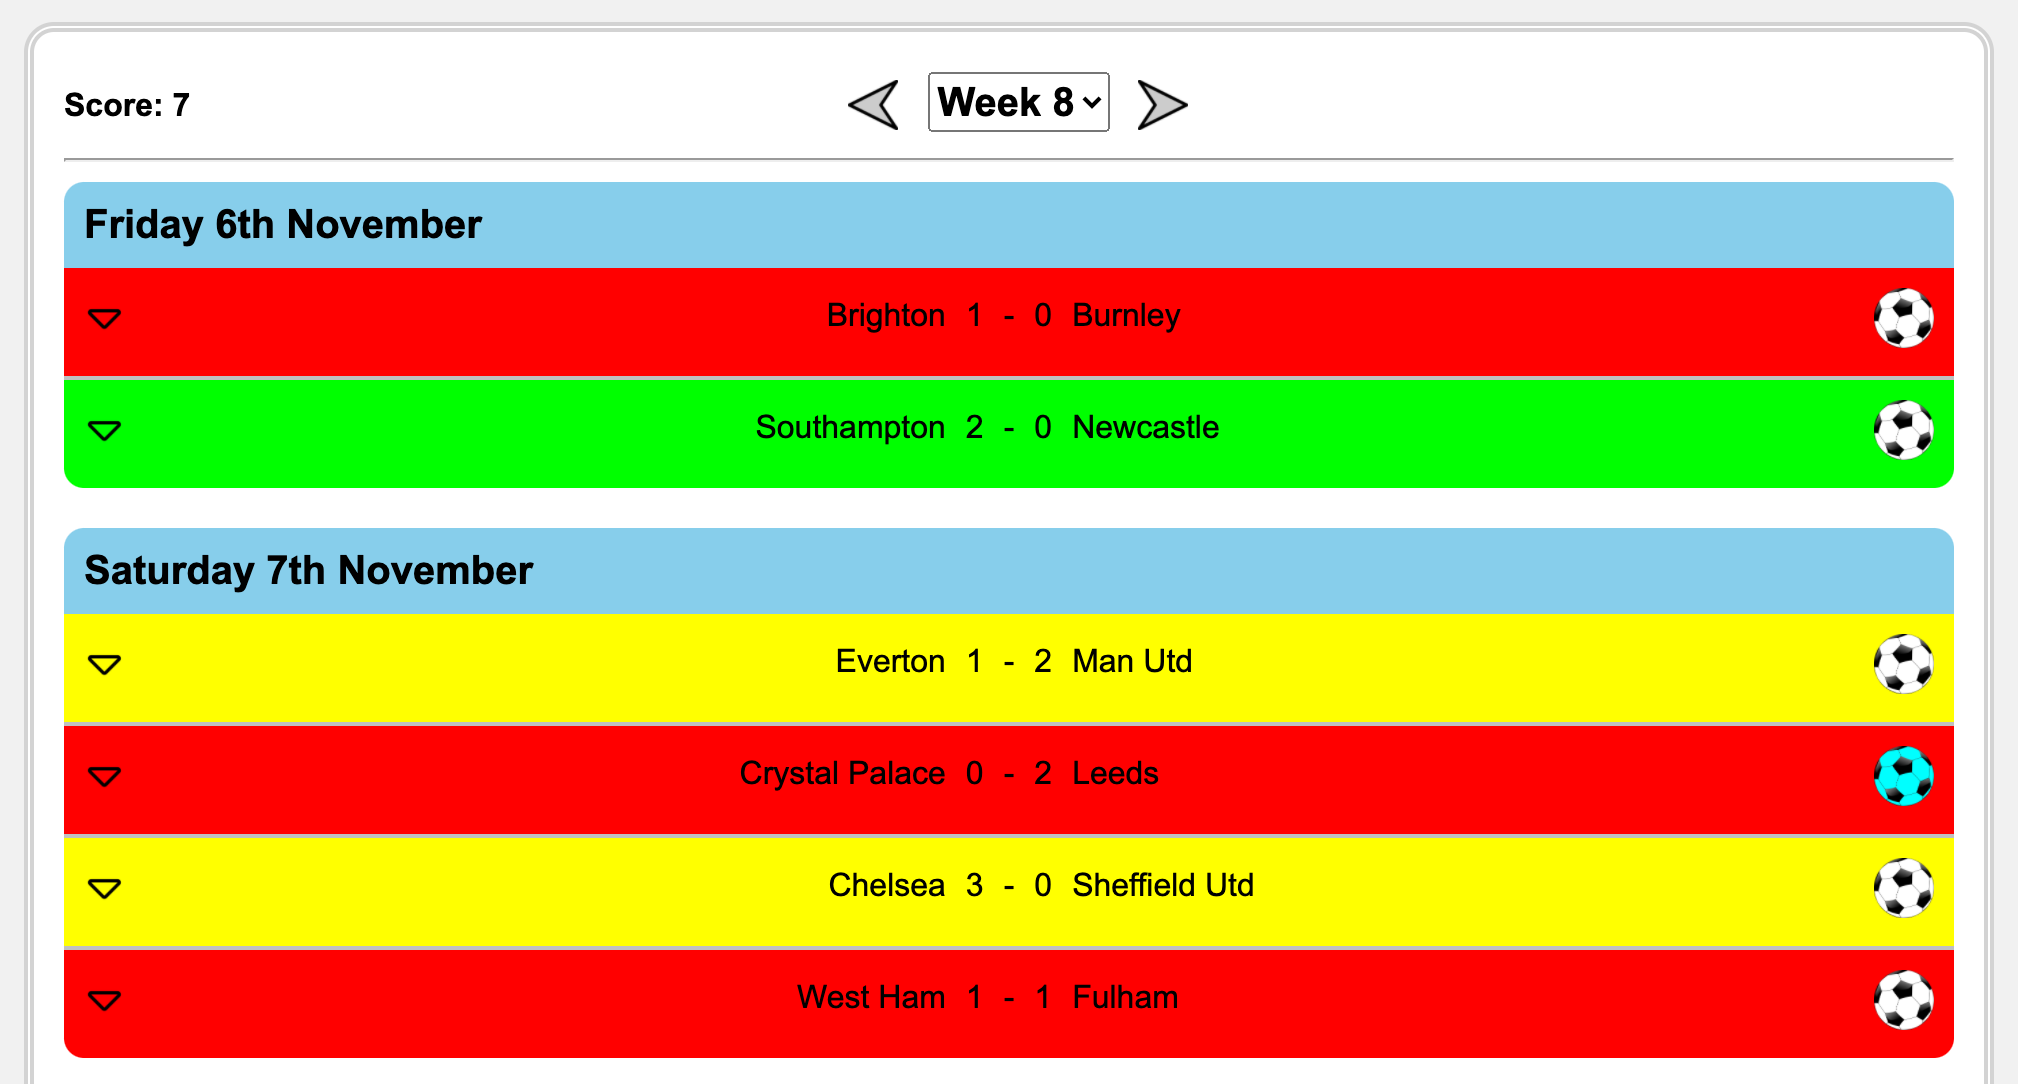 Score: 7
Week 8
Friday 6th November
Brighton 1 - 0 Burnley
Southampton 2 - 0 Newcastle
Saturday 7th November
Everton 1 - 2 Man Utd
Crystal Palace 0 - 2 Leeds
Chelsea 3 - 0 Sheffield Utd
West Ham 1 - 1 Fulham